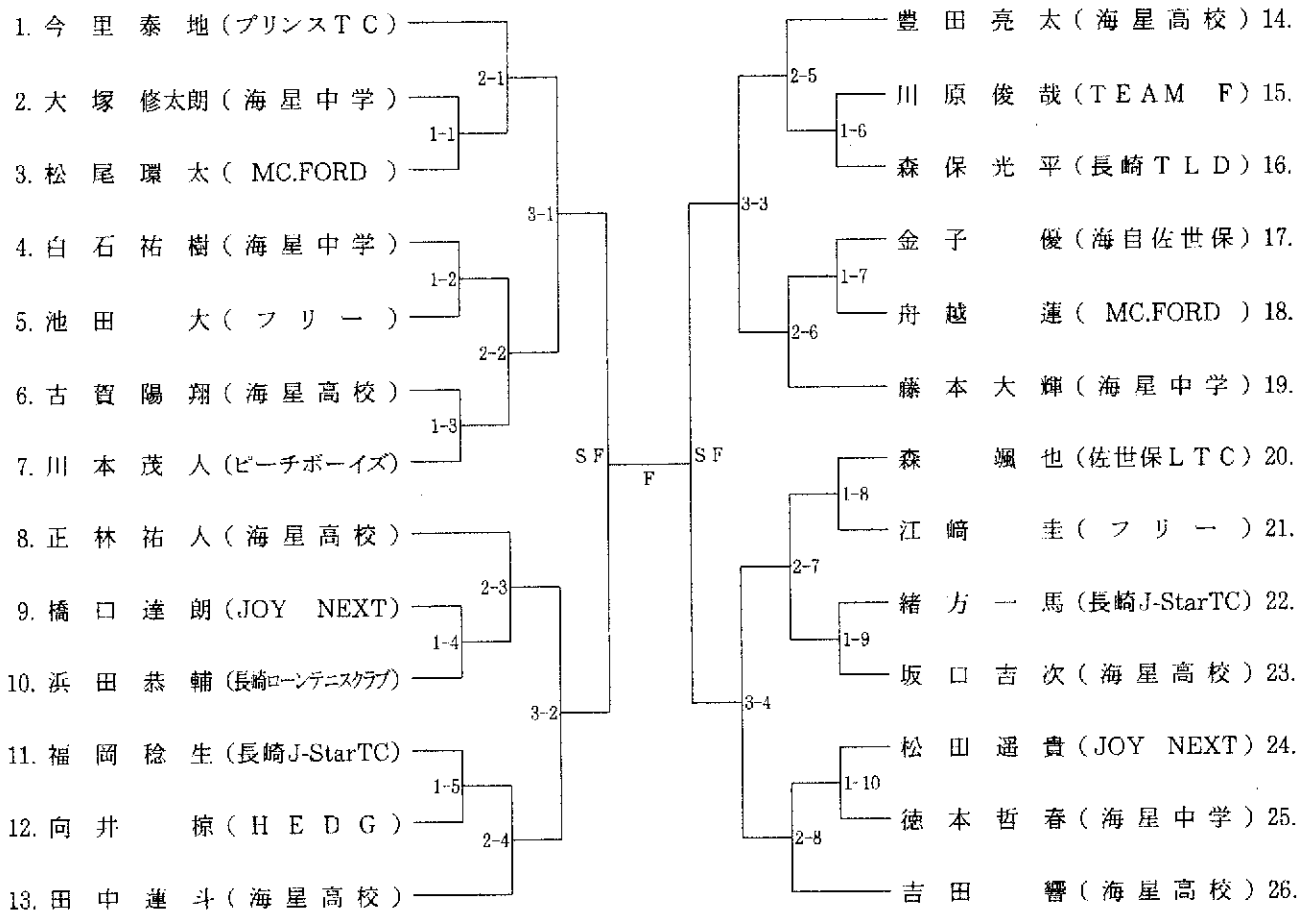 1. 今里泰地 (プリンスTC)
2. 大塚修太朗 (海星中学)
3. 松尾環太 (MC.FORD)
4. 白石祐樹 (海星中学)
5. 池田大 (フリー)
6. 古賀陽翔 (海星高校)
7. 川本茂人 (ピーチボーイズ)
8. 正林祐人 (海星高校)
9. 橋口達朗 (JOY NEXT)
10. 浜田恭輔 (長崎ローンテニスクラブ)
11. 福岡稔生 (長崎J-StarTC)
12. 向井椋 (HEDG)
13. 田中蓮斗 (海星高校)
1-1
1-2
1-3
1-4
1-5
2-1
2-2
2-3
2-4
3-1
3-2
SF
F
SF
3-3
3-4
2-5
2-6
2-7
2-8
1-6
1-7
1-8
1-9
1-10
豊田亮太 (海星高校) 14.
川原俊哉 (TEAM F) 15.
森保光平 (長崎TLD) 16.
金子優 (海自佐世保) 17.
舟越蓮 (MC.FORD) 18.
藤本大輝 (海星中学) 19.
森颯也 (佐世保LTC) 20.
江﨑圭 (フリー) 21.
緒方一馬 (長崎J-StarTC) 22.
坂口吉次 (海星高校) 23.
松田遥貴 (JOY NEXT) 24.
徳本哲春 (海星中学) 25.
吉田響 (海星高校) 26.